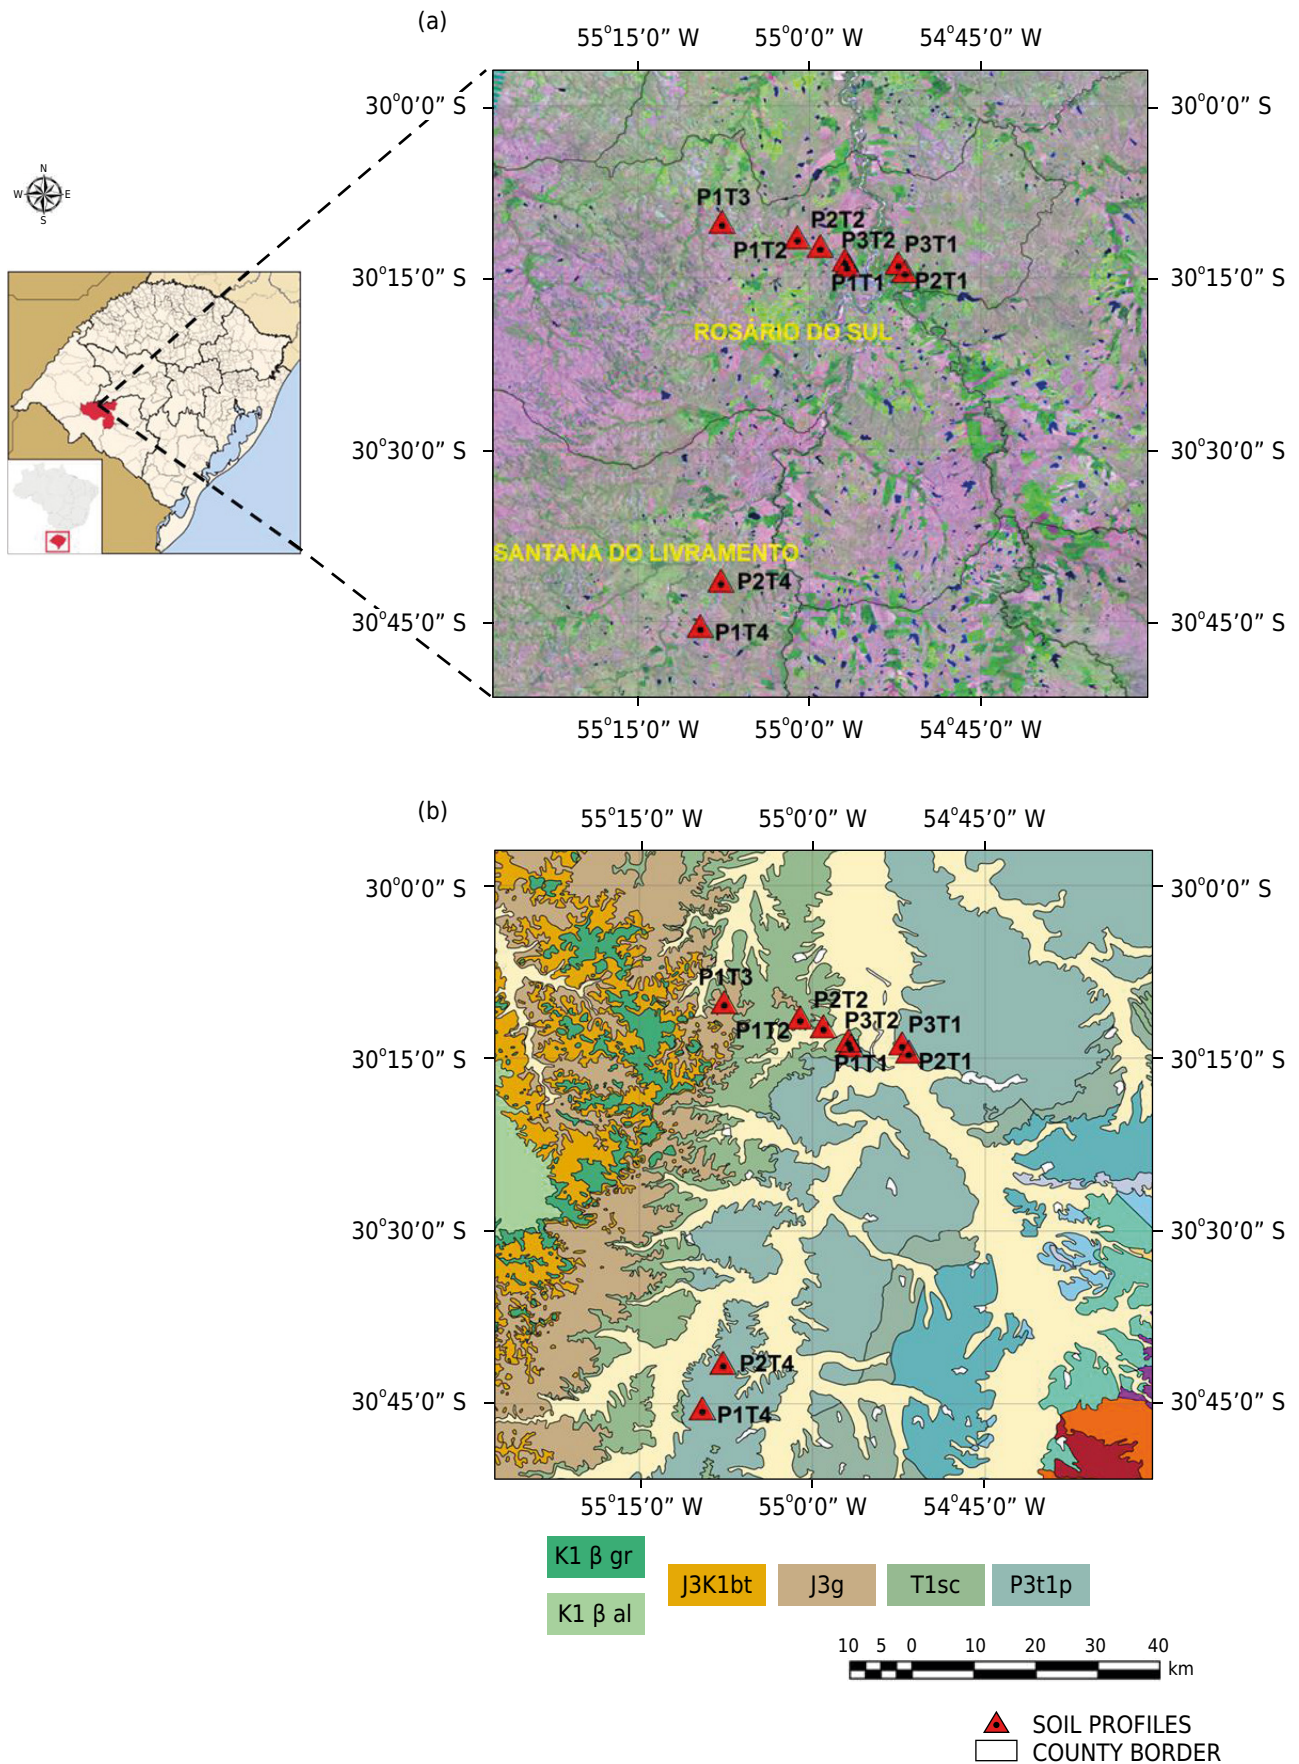 (a)
55°15'0” W 55°0'0” W 54°45'0” W
30°0'0” S 30°0'0” S
N
W E
S
P1T3
P2T2
P1T2 P3T2 P3T1
30°15'0” S P1T1 P2T1 30°15'0” S
ROSÁRIO DO SUL
30°30'0” S 30°30'0” S
SANTANA DO LIVRAMENTO
P2T4
30°45'0” S P1T4 30°45'0” S
55°15'0” W 55°0'0” W 54°45'0” W
(b)
55°15'0” W 55°0'0” W 54°45'0” W
30°0'0” S 30°0'0” S
P1T3
P2T2
P1T2 P3T2 P3T1
30°15'0” S P1T1 P2T1 30°15'0” S
30°30'0” S 30°30'0” S
P2T4
30°45'0” S P1T4 30°45'0” S
55°15'0” W 55°0'0” W 54°45'0” W
K1 β gr
J3K1bt J3g T1sc P3t1p
K1 β al
10 5 0 10 20 30 40
km
SOIL PROFILES
COUNTY BORDER